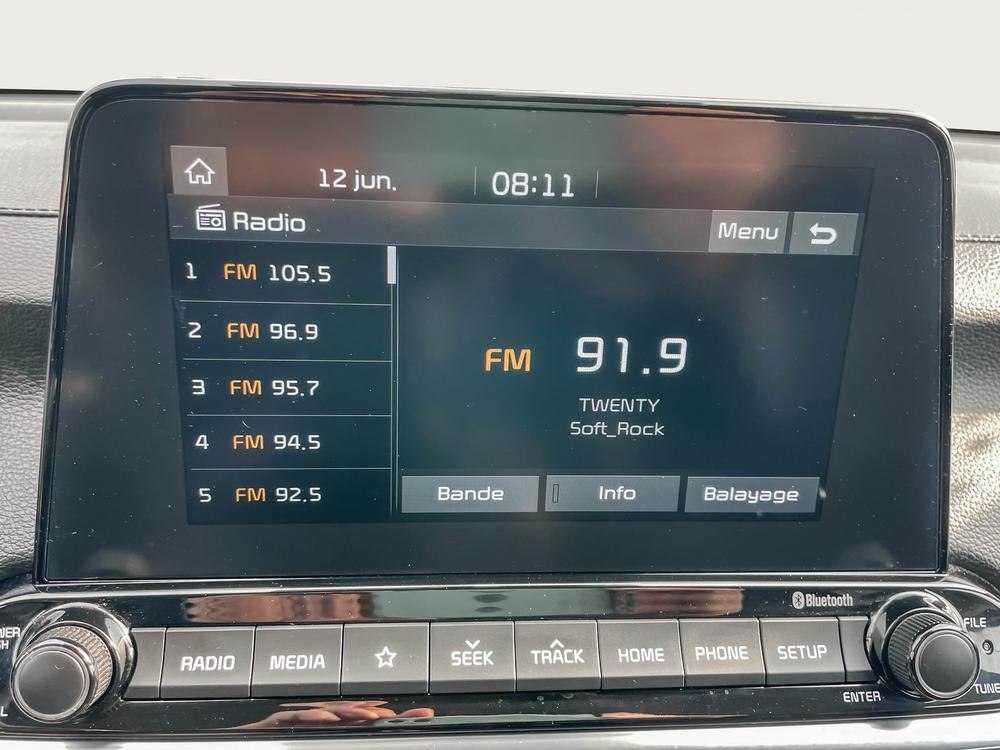 12 jun. 08:11
Radio Menu
1 FM 105.5
2 FM 96.9
3 FM 95.7
4 FM 94.5
5 FM 92.5
FM 91.9
TWENTY
Soft_Rock
Bande Info Balayage
Bluetooth
RADIO MEDIA SEEK TRACK HOME PHONE SETUP
FILE
TUNE
ENTER